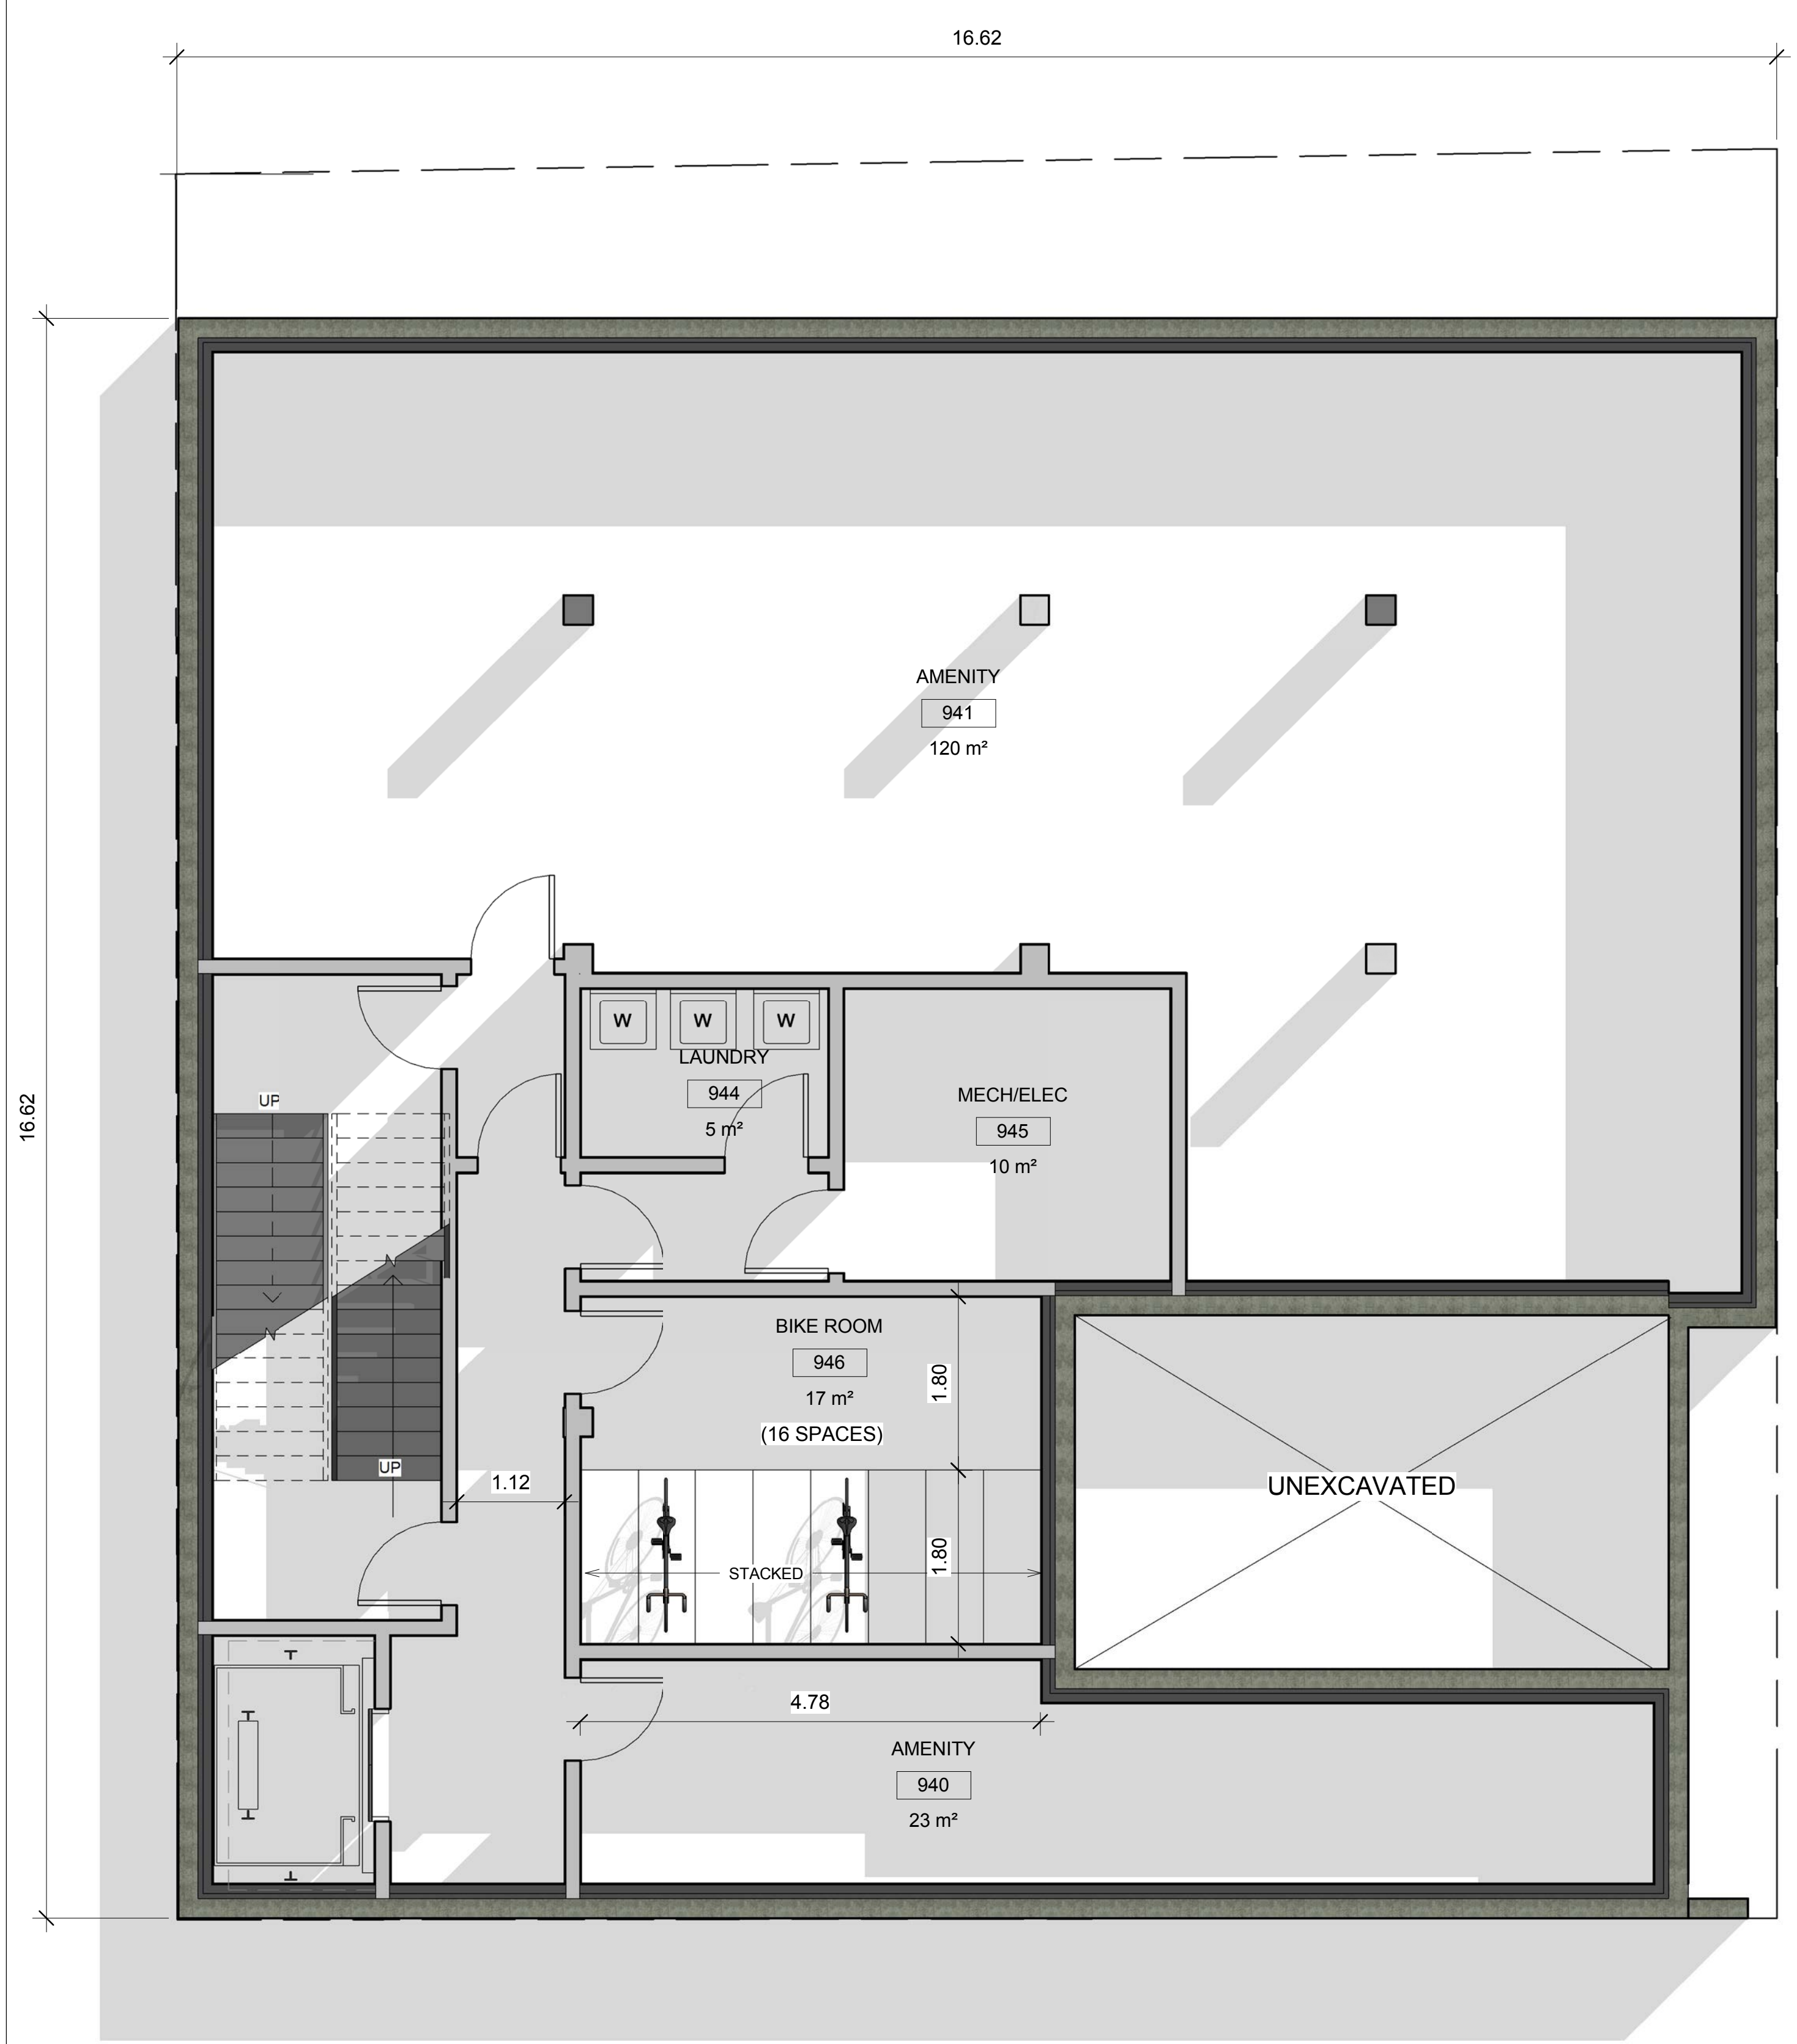 16.62
AMENITY
941
120 m²
W
W
W
LAUNDRY
944
5 m²
MECH/ELEC
945
10 m²
UP
16.62
BIKE ROOM
946
17 m²
(16 SPACES)
1.80
UP
1.12
UNEXCAVATED
STACKED
1.80
4.78
AMENITY
940
23 m²